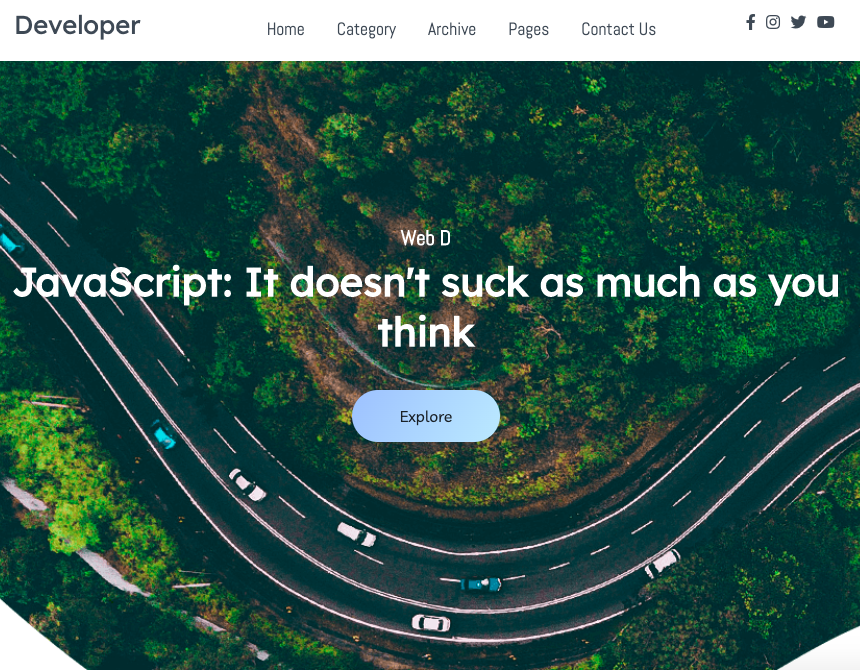 Developer
Home Category Archive Pages Contact Us
Web D
JavaScript: It doesn't suck as much as you
think
Explore